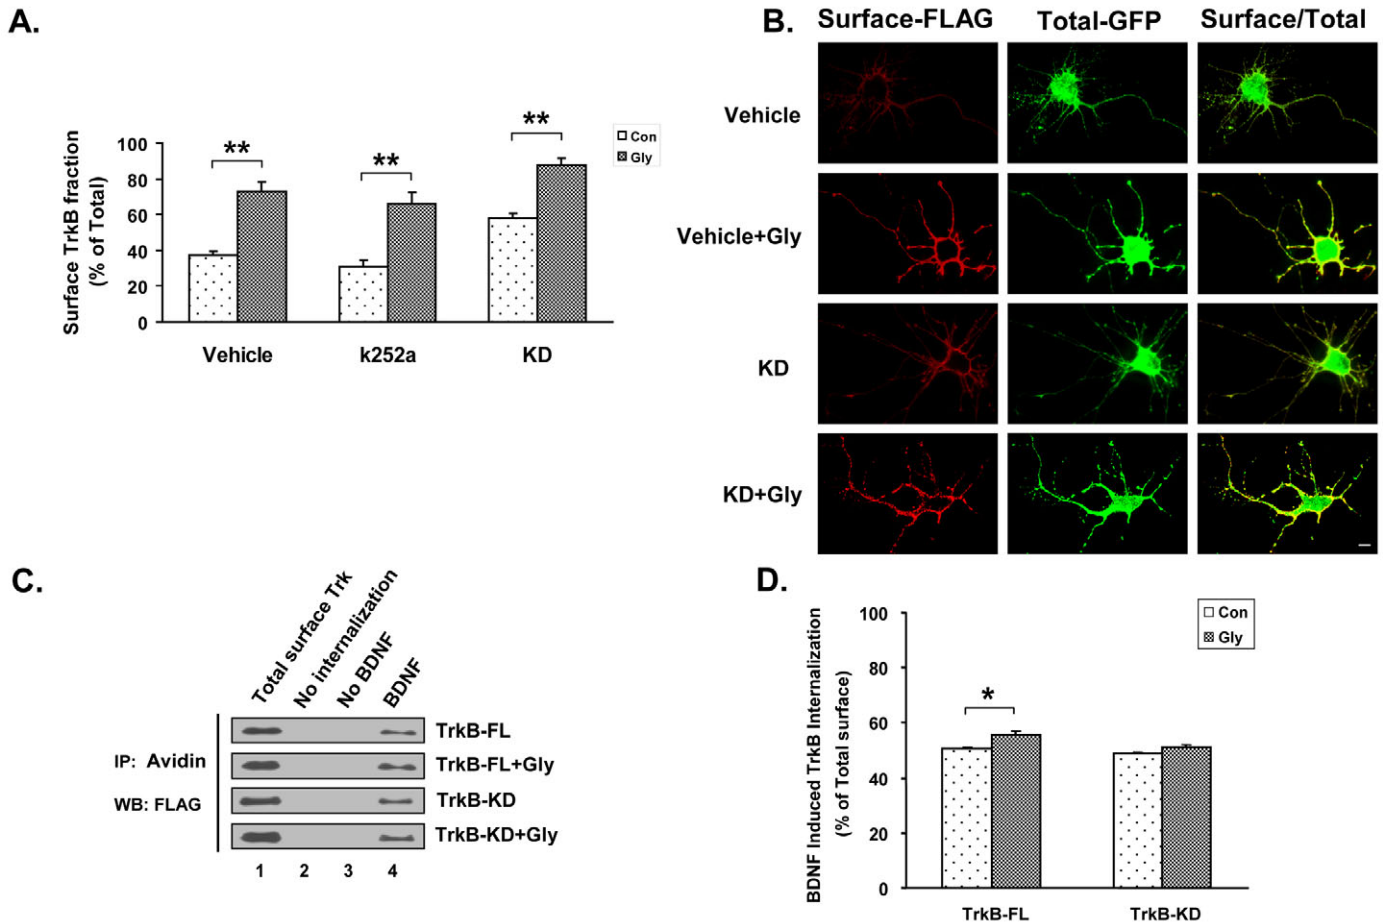 A.
Surface TrkB fraction
(% of Total)
100
80
60
40
20
0
**
**
**
Con
Gly
Vehicle
k252a
KD
B.
Surface-FLAG
Total-GFP
Surface/Total
Vehicle
Vehicle+Gly
KD
KD+Gly
C.
Total surface Trk
No internalization
No BDNF
BDNF
IP: Avidin
WB: FLAG
TrkB-FL
TrkB-FL+Gly
TrkB-KD
TrkB-KD+Gly
1
2
3
4
D.
BDNF Induced TrkB Internalization
(% of Total surface)
100
80
60
40
20
0
*
Con
Gly
TrkB-FL
TrkB-KD